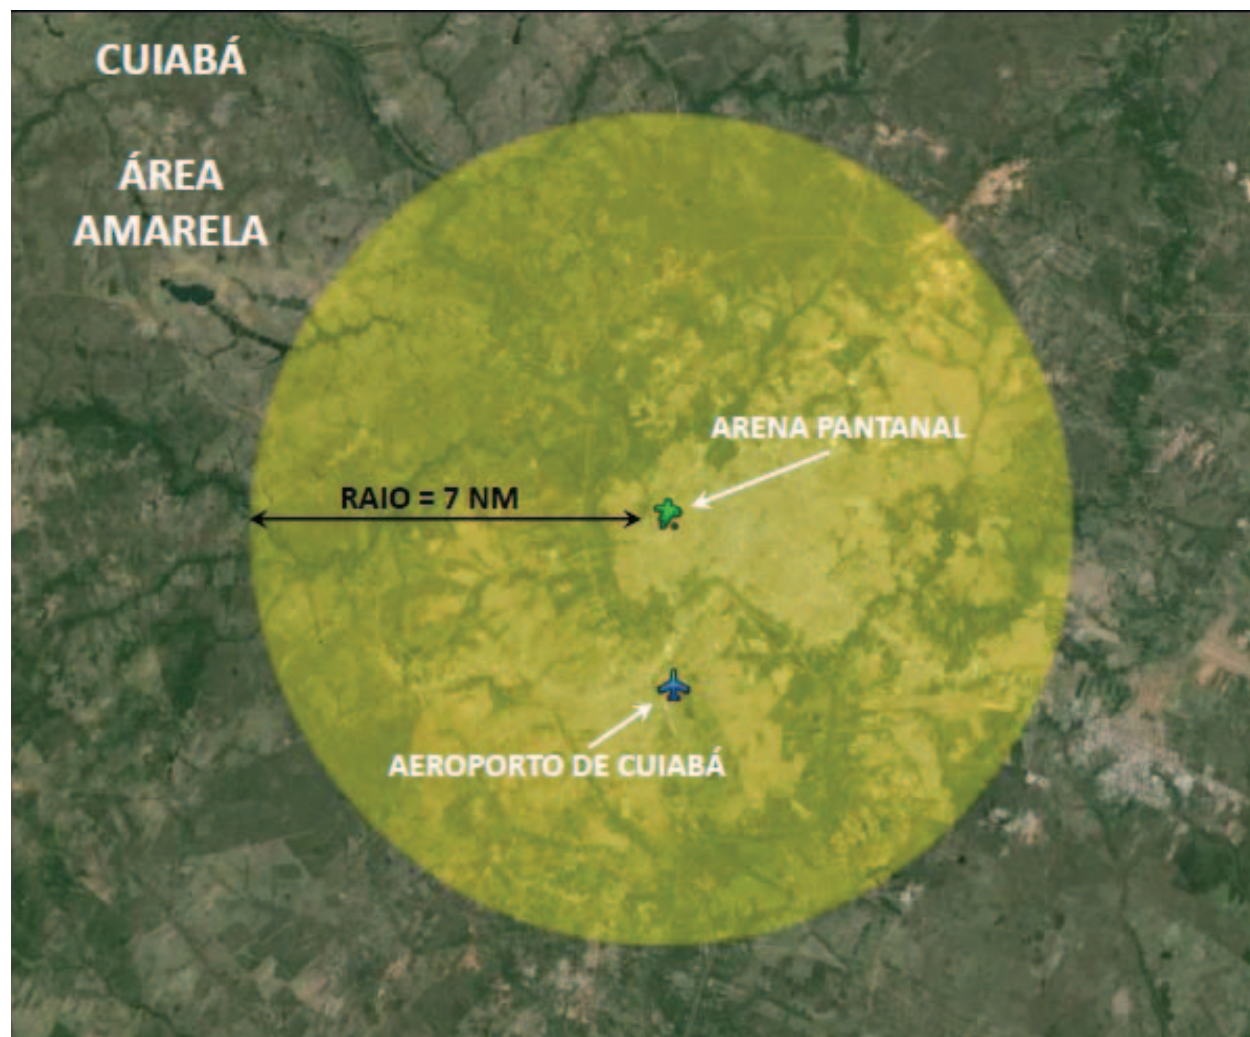 CUIABÁ
ÁREA
AMARELA
ARENA PANTANAL
RAIO = 7 NM
AEROPORTO DE CUIABÁ